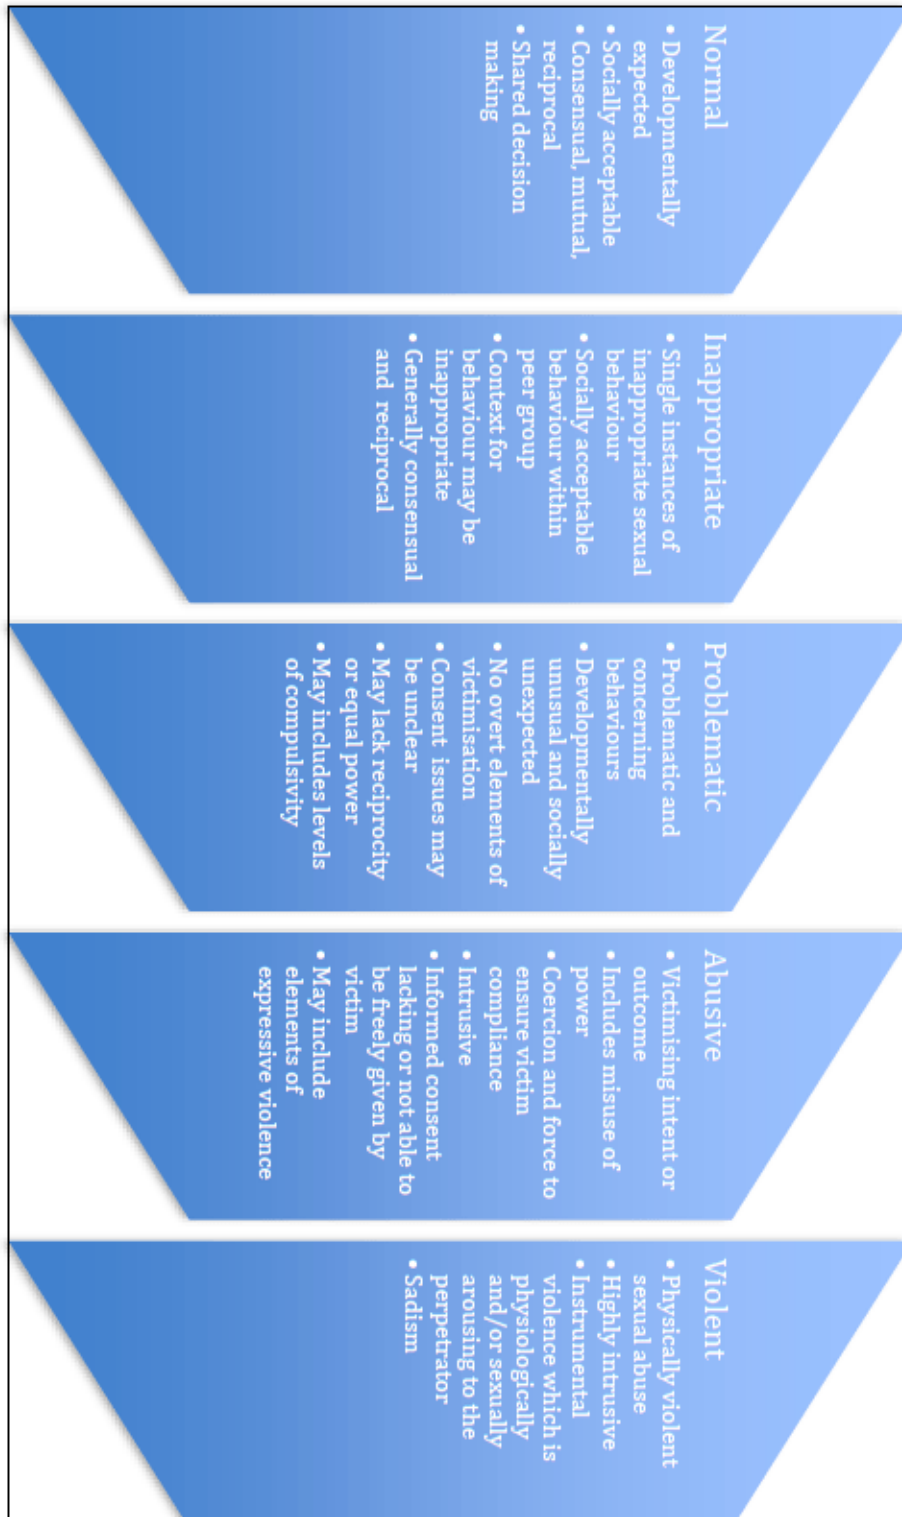 Normal
• Developmentally
expected
• Socially acceptable
• Consensual, mutual,
reciprocal
• Shared decision
making
Inappropriate
• Single instances of
inappropriate sexual
behaviour
• Socially acceptable
behaviour within
peer group
• Context for
behaviour may be
inappropriate
• Generally consensual
and reciprocal
Problematic
• Problematic and
concerning
behaviours
• Developmentally
unusual and socially
unexpected
• No overt elements of
victimisation
• Consent issues may
be unclear
• May lack reciprocity
or equal power
• May includes levels
of compulsivity
Abusive
• Victimising intent or
outcome
• Includes misuse of
power
• Coercion and force to
ensure victim
compliance
• Intrusive
• Informed consent
lacking or not able to
be freely given by
victim
• May include
elements of
expressive violence
Violent
• Physically violent
sexual abuse
• Highly intrusive
• Instrumental
violence which is
physiologically
and/or sexually
arousing to the
perpetrator
• Sadism